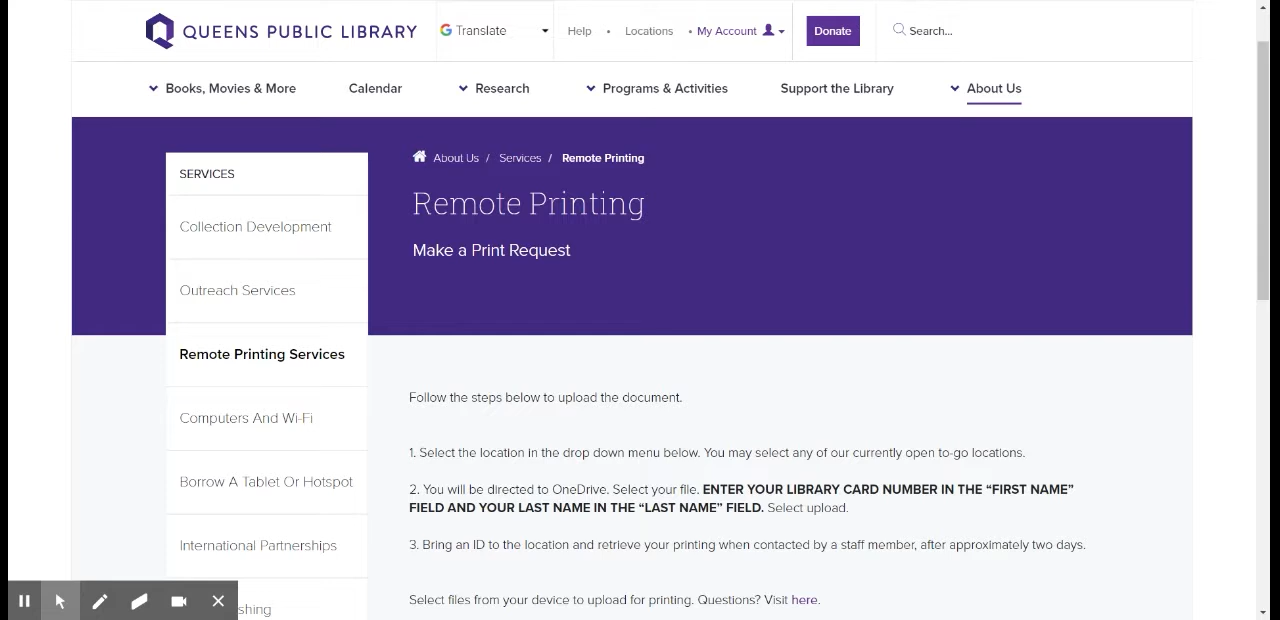 QUEENS PUBLIC LIBRARY
Translate
Help • Locations • My Account
Donate
Search...
Books, Movies & More
Calendar
Research
Programs & Activities
Support the Library
About Us
SERVICES
Collection Development
Outreach Services
Remote Printing Services
Computers And Wi-Fi
Borrow A Tablet Or Hotspot
International Partnerships
About Us / Services / Remote Printing
Remote Printing
Make a Print Request
Follow the steps below to upload the document.
1. Select the location in the drop down menu below. You may select any of our currently open to-go locations.
2. You will be directed to OneDrive. Select your file. ENTER YOUR LIBRARY CARD NUMBER IN THE “FIRST NAME”
FIELD AND YOUR LAST NAME IN THE “LAST NAME” FIELD. Select upload.
3. Bring an ID to the location and retrieve your printing when contacted by a staff member, after approximately two days.
Select files from your device to upload for printing. Questions? Visit here.